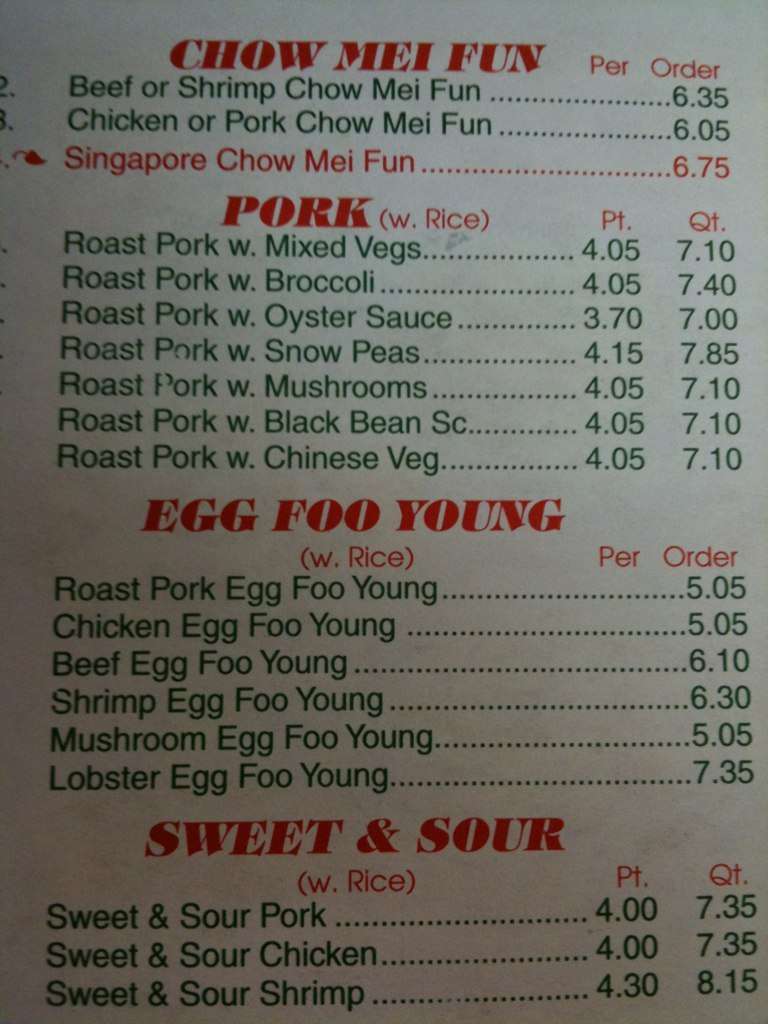 CHOW MEI FUN Per Order
2. Beef or Shrimp Chow Mei Fun ......................6.35
3. Chicken or Pork Chow Mei Fun .....................6.05
Singapore Chow Mei Fun ..............................6.75
PORK (w. Rice) Pt. Qt.
Roast Pork w. Mixed Vegs.................. 4.05 7.10
Roast Pork w. Broccoli ....................... 4.05 7.40
Roast Pork w. Oyster Sauce .............. 3.70 7.00
Roast Pork w. Snow Peas.................. 4.15 7.85
Roast Pork w. Mushrooms ................. 4.05 7.10
Roast Pork w. Black Bean Sc............. 4.05 7.10
Roast Pork w. Chinese Veg................ 4.05 7.10
EGG FOO YOUNG
(w. Rice) Per Order
Roast Pork Egg Foo Young.............................5.05
Chicken Egg Foo Young .................................5.05
Beef Egg Foo Young .......................................6.10
Shrimp Egg Foo Young ...................................6.30
Mushroom Egg Foo Young..............................5.05
Lobster Egg Foo Young...................................7.35
SWEET & SOUR
(w. Rice) Pt. Qt.
Sweet & Sour Pork ............................. 4.00 7.35
Sweet & Sour Chicken........................ 4.00 7.35
Sweet & Sour Shrimp ......................... 4.30 8.15